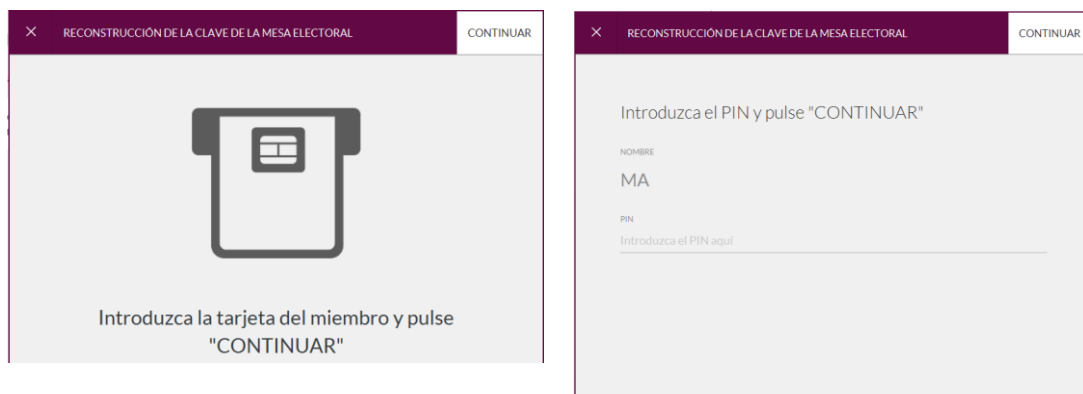 RECONSTRUCCIÓN DE LA CLAVE DE LA MESA ELECTORAL
CONTINUAR
Introduzca la tarjeta del miembro y pulse
"CONTINUAR"
RECONSTRUCCIÓN DE LA CLAVE DE LA MESA ELECTORAL
CONTINUAR
Introduzca el PIN y pulse "CONTINUAR"
NOMBRE
MA
PIN
Introduzca el PIN aquí